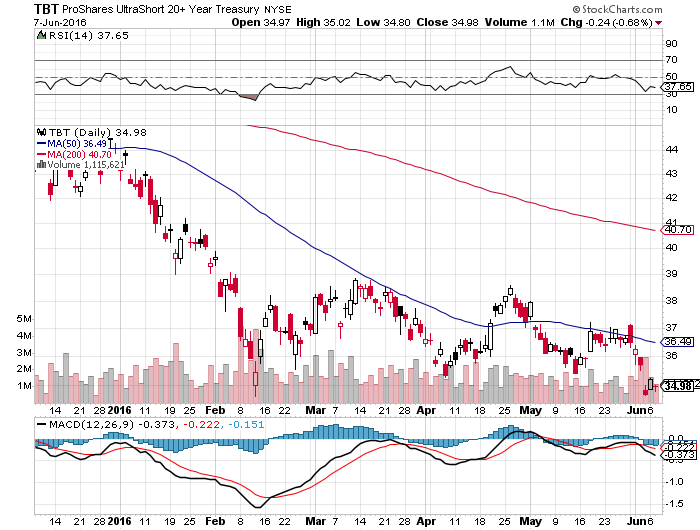 TBT ProShares UltraShort 20+ Year Treasury NYSE © StockCharts.com
7-Jun-2016 Open 34.97 High 35.02 Low 34.80 Close 34.98 Volume 1.1M Chg -0.24 (-0.68%)
RSI(14) 37.65
90
70
50
37.65
30
10
TBT (Daily) 34.98
MA(50) 36.49
MA(200) 40.70
Volume 1,115,621
44
43
42
41
40.70
40
39
38
37
36.49
36
34.98
5M
4M
3M
2M
1M
14 21 28 2016 11 19 25 Feb 8 16 22 Mar 7 14 21 28 Apr 11 18 25 May 9 16 23 Jun 6
MACD(12,26,9) -0.373, -0.222, -0.151
0.0
-0.222
-0.373
-1.0
-1.5
14 21 28 2016 11 19 25 Feb 8 16 22 Mar 7 14 21 28 Apr 11 18 25 May 9 16 23 Jun 6